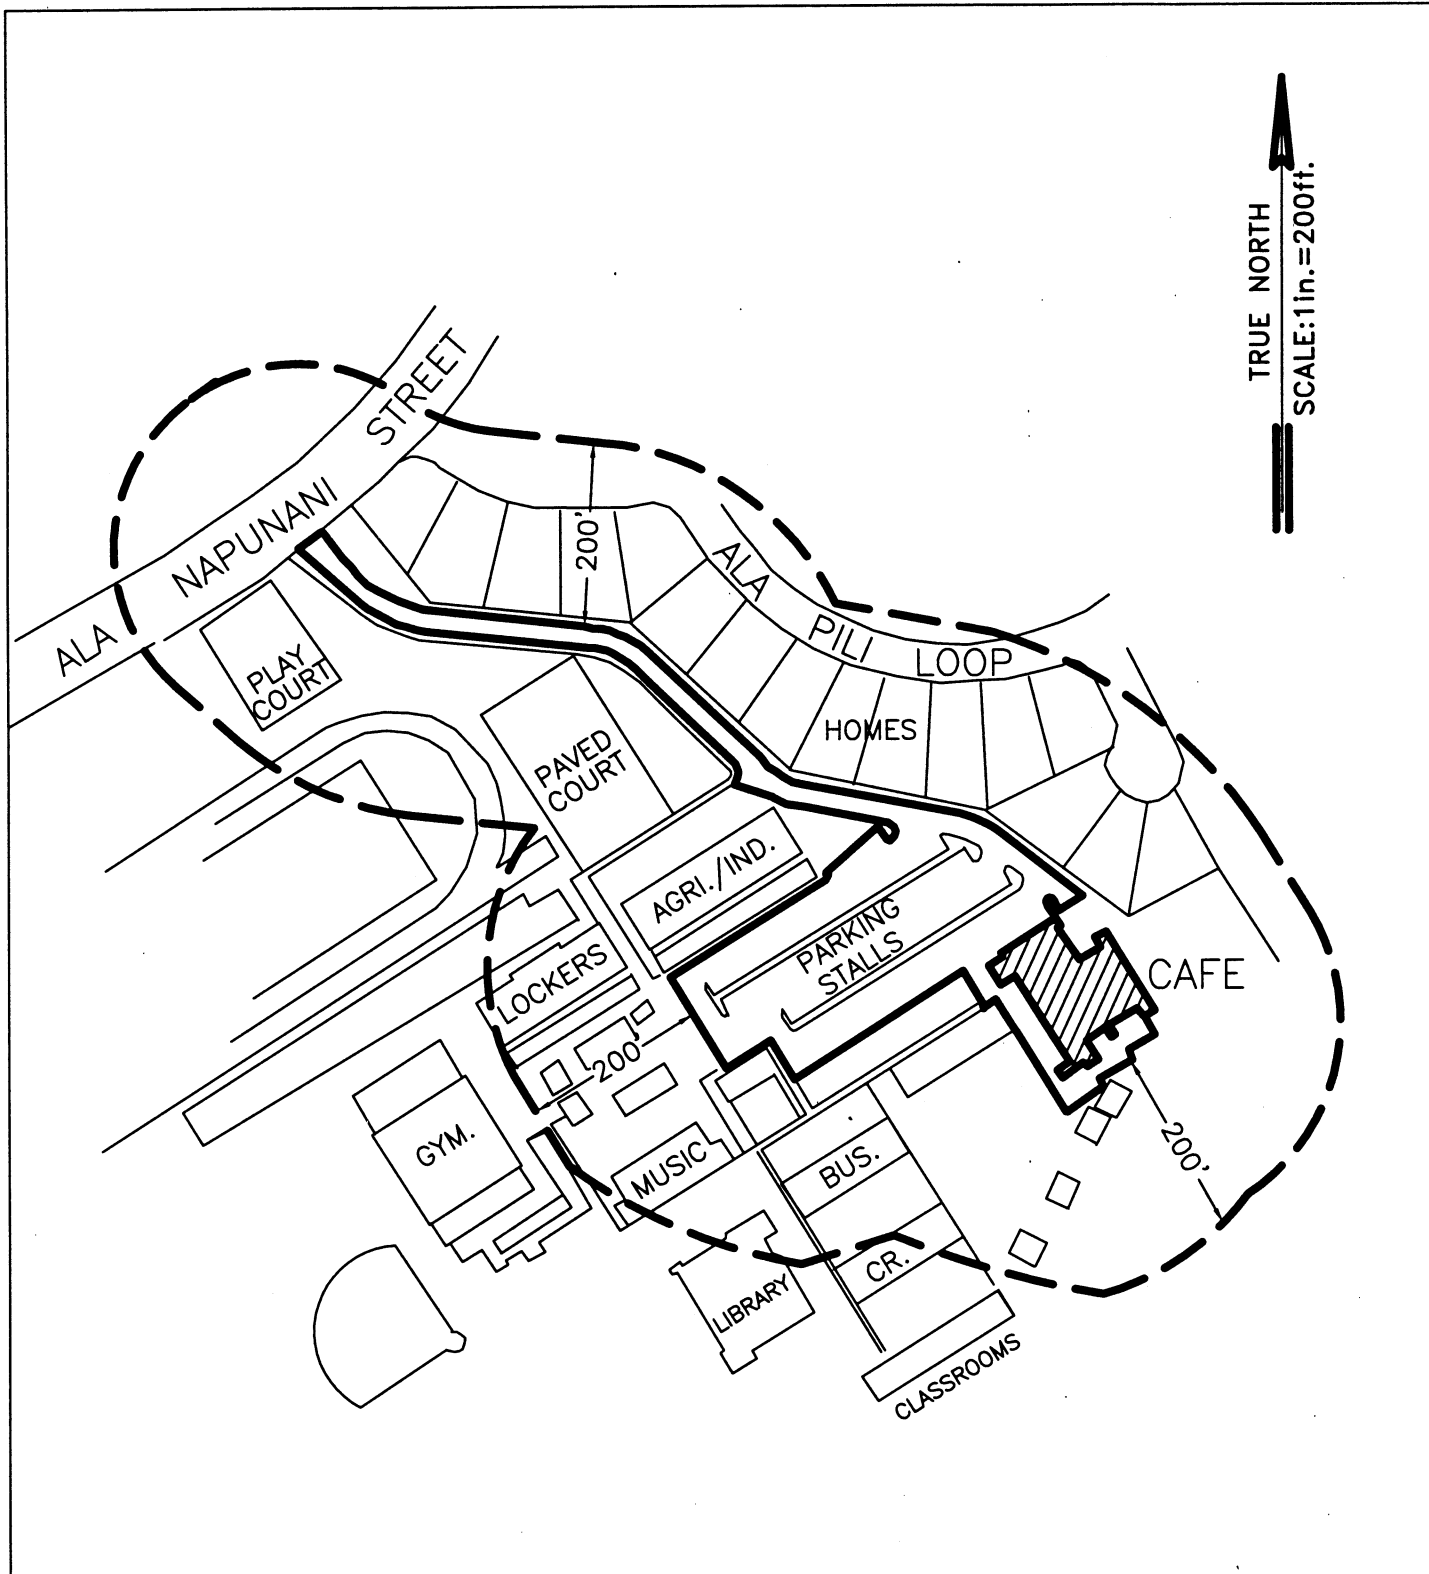 TRUE NORTH
SCALE:1in.=200ft.
ALA NAPUNANI STREET
200'
ALA PILI LOOP
PLAY
COURT
HOMES
PAVED
COURT
AGRI./IND.
PARKING
STALLS
LOCKERS
CAFE
200'
GYM.
MUSIC
BUS.
200'
CR.
LIBRARY
CLASSROOMS